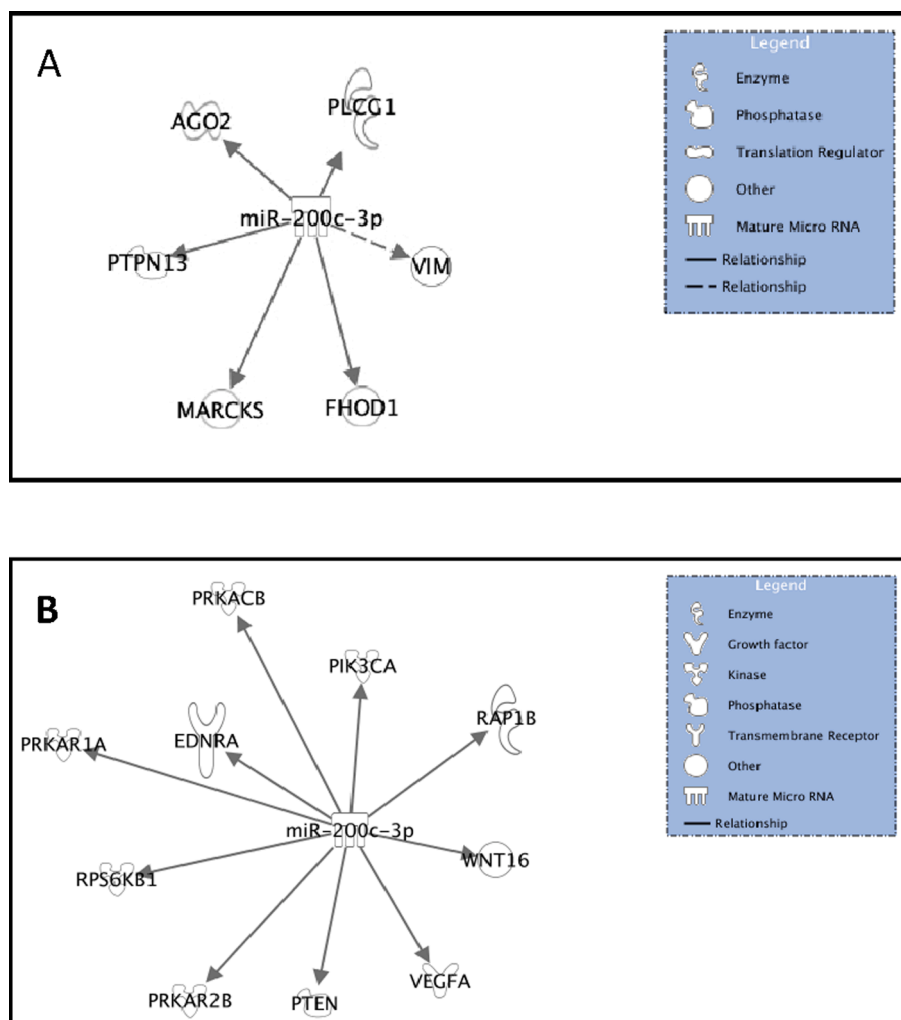 A
AGO2
PLCG1
miR-200c-3p
PTPN13
VIM
MARCKS
FHOD1
Legend
Enzyme
Phosphatase
Translation Regulator
Other
Mature Micro RNA
Relationship
Relationship
B
PRKACB
PIK3CA
RAP1B
PRKAR1A
EDNRA
miR-200c-3p
WNT16
RPS6KB1
VEGFA
PRKAR2B
PTEN
Legend
Enzyme
Growth factor
Kinase
Phosphatase
Transmembrane Receptor
Other
Mature Micro RNA
Relationship